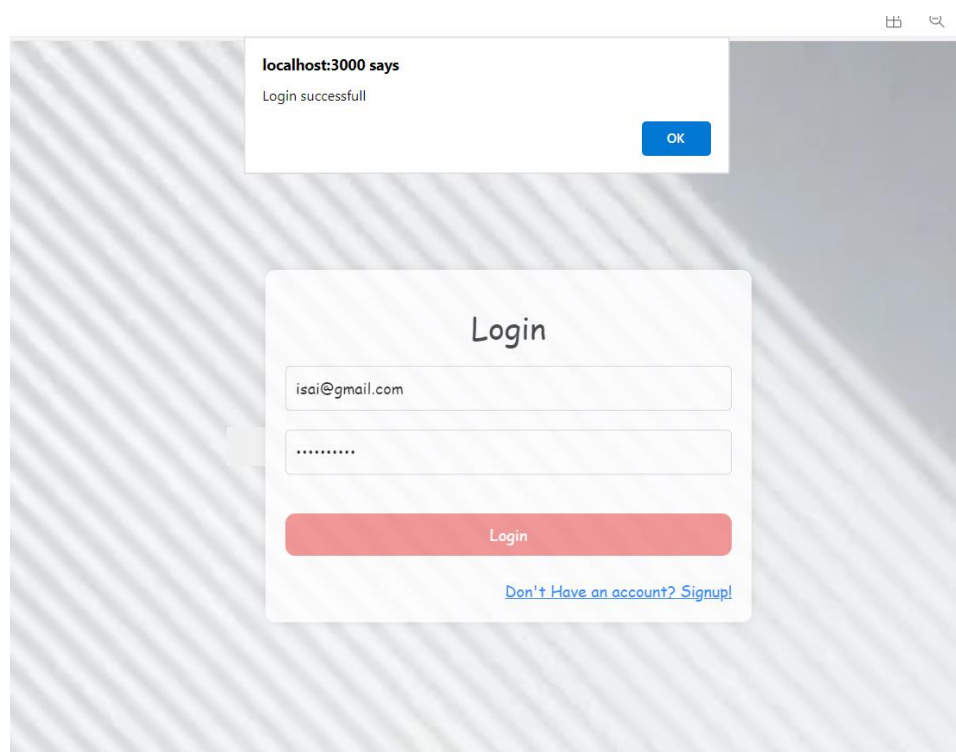 localhost:3000 says
Login successfull
OK
Login
isai@gmail.com
••••••••••
Login
Don't Have an account? Signup!